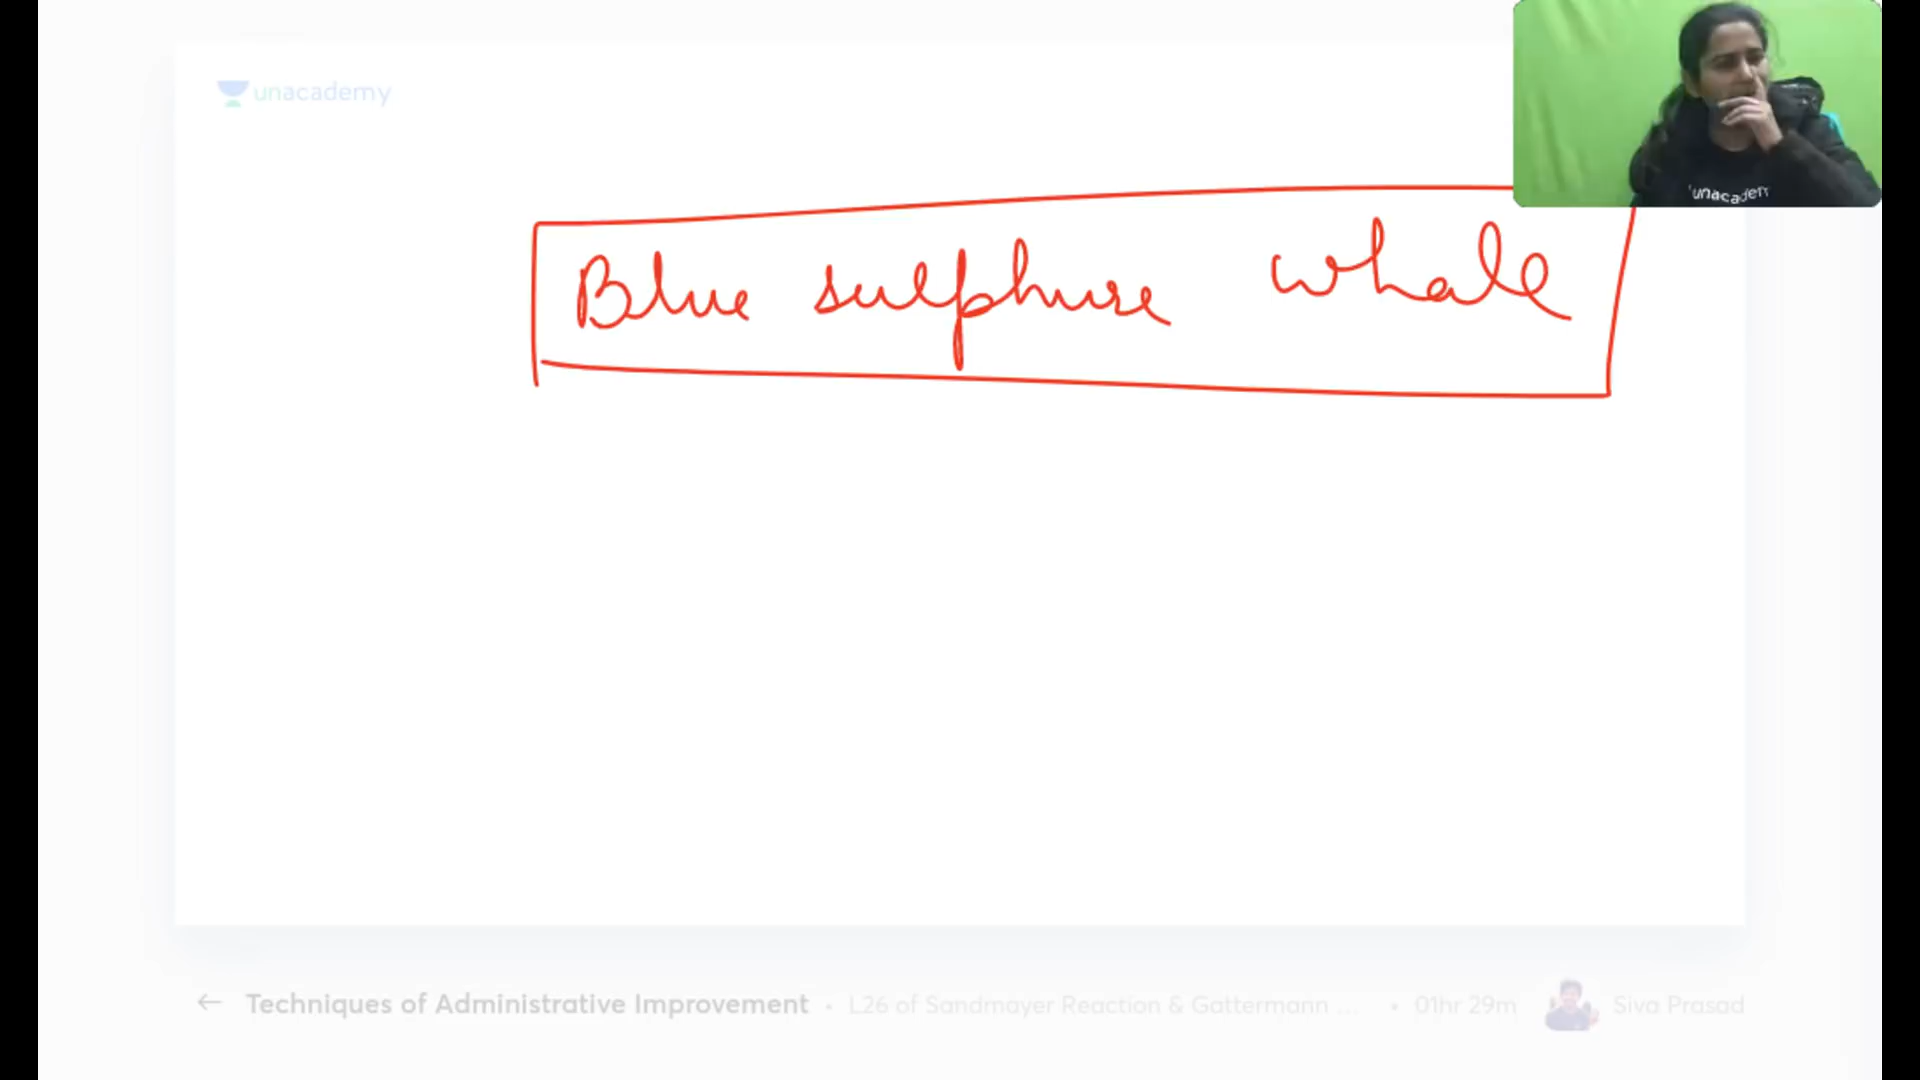 unacademy
unacademy
Blue sulphure whale
Techniques of Administrative Improvement • L26 of Sandmayer Reaction & Gattermann ... • 01hr 29m Siva Prasad